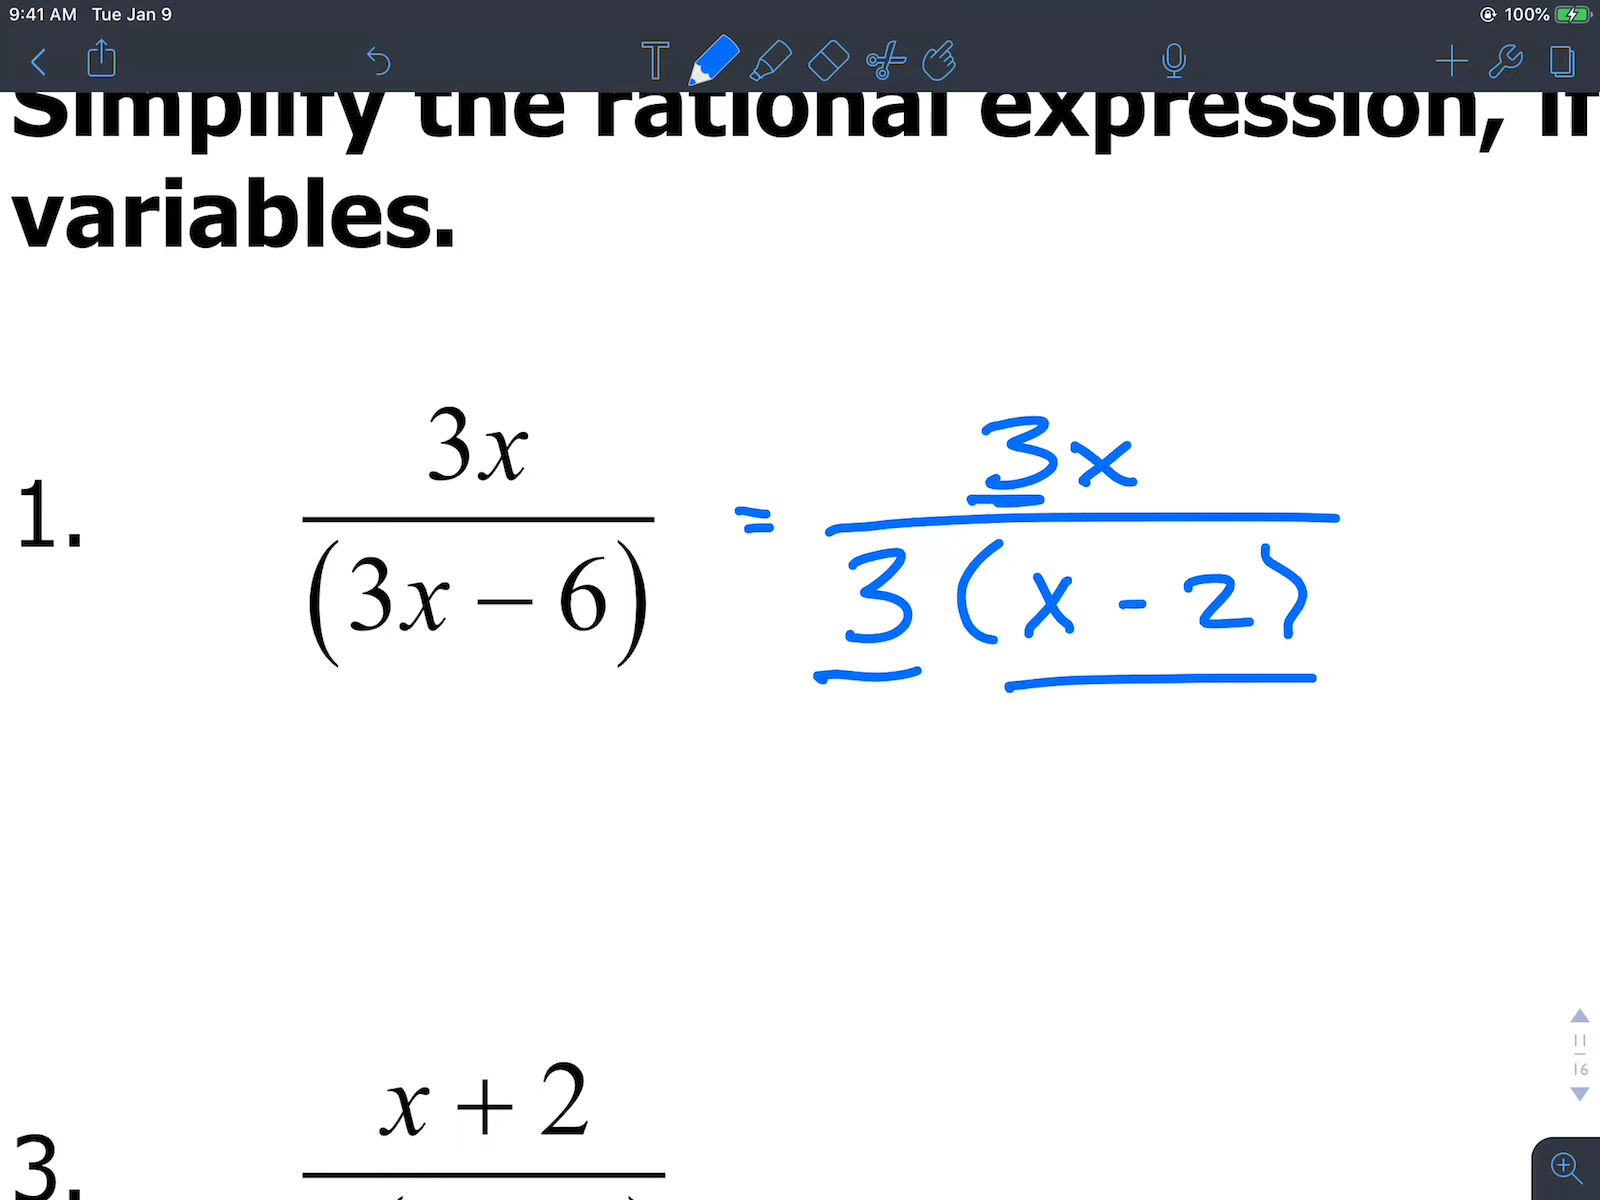 9:41 AM Tue Jan 9 100%
T
Simplify the rational expression, if
variables.
1. 3x / (3x − 6) = 3x / 3(x - 2)
11
16
x + 2
3.